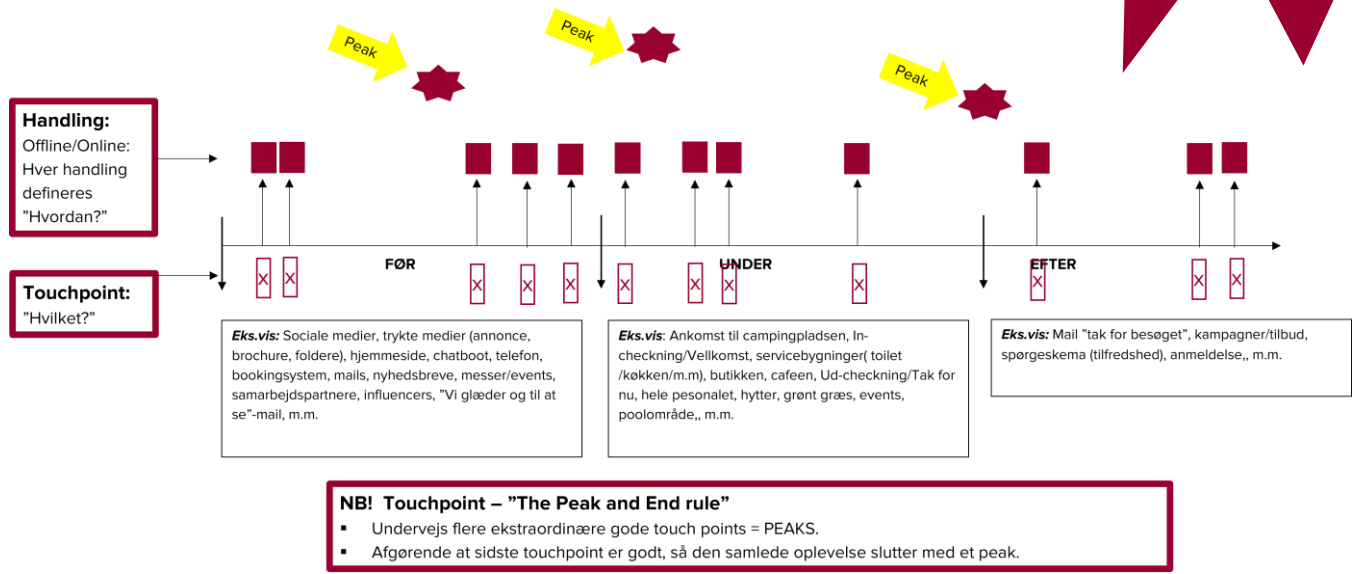 Peak
Peak
Peak
Handling:
Offline/Online:
Hver handling
defineres
"Hvordan?"
FØR
UNDER
EFTER
X
X
X
X
X
X
X
X
X
X
X
X
Touchpoint:
"Hvilket?"
Eks.vis: Sociale medier, trykte medier (annonce,
brochure, foldere), hjemmeside, chatboot, telefon,
bookingsystem, mails, nyhedsbreve, messer/events,
samarbejdspartnere, influencers, "Vi glæder og til at
se"-mail, m.m.
Eks.vis: Ankomst til campingpladsen, In-
checkning/Vellkomst, servicebygninger( toilet
/køkken/m.m), butikken, cafeen, Ud-checkning/Tak for
nu, hele pesonalet, hytter, grønt græs, events,
poolområde,, m.m.
Eks.vis: Mail "tak for besøget", kampagner/tilbud,
spørgeskema (tilfredshed), anmeldelse,, m.m.
NB! Touchpoint – "The Peak and End rule"
▪ Undervejs flere ekstraordinære gode touch points = PEAKS.
▪ Afgørende at sidste touchpoint er godt, så den samlede oplevelse slutter med et peak.